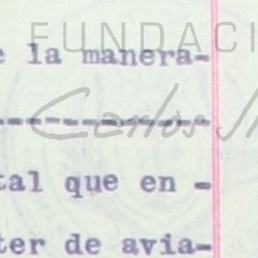 FUNDACI
e la manera-
--------------
Carlos
tal que en -
ter de avia-